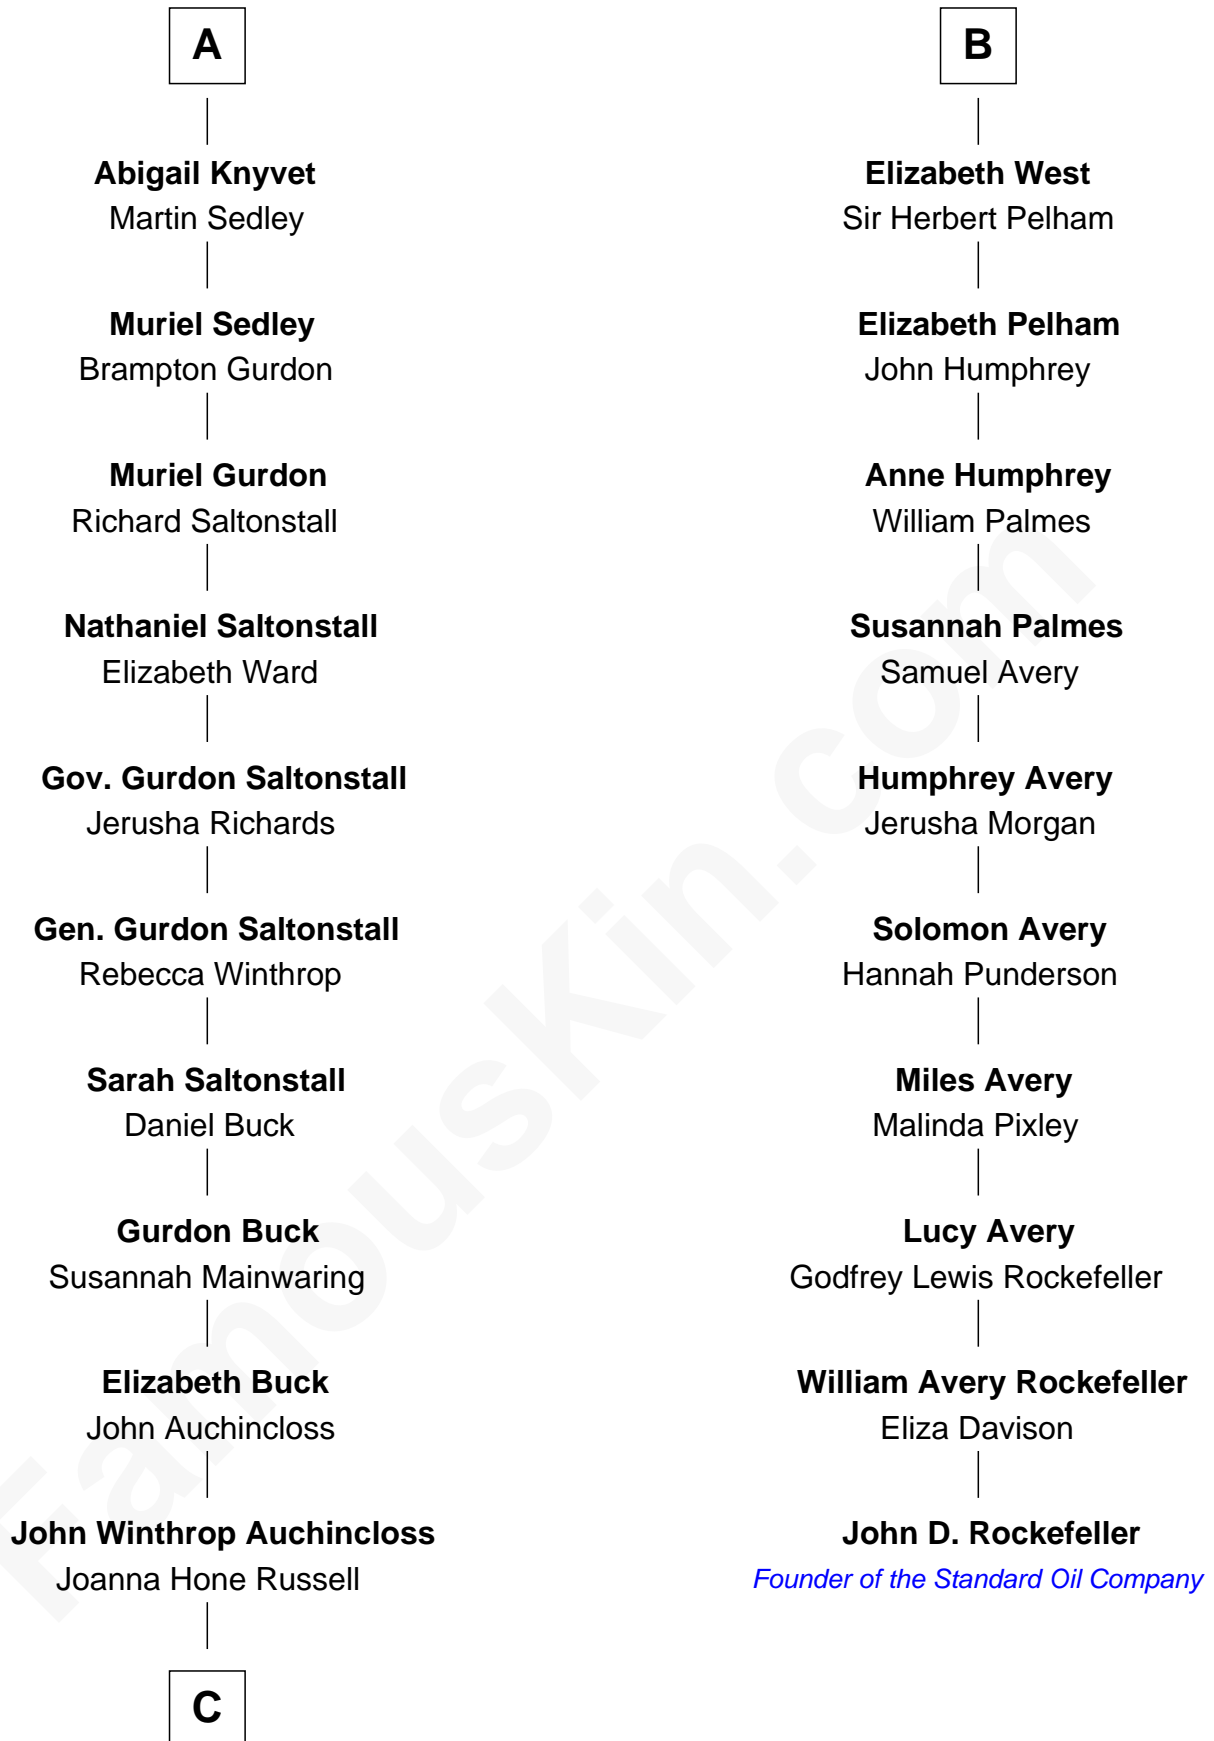 A
Abigail Knyvet
Martin Sedley
Muriel Sedley
Brampton Gurdon
Muriel Gurdon
Richard Saltonstall
Nathaniel Saltonstall
Elizabeth Ward
Gov. Gurdon Saltonstall
Jerusha Richards
Gen. Gurdon Saltonstall
Rebecca Winthrop
Sarah Saltonstall
Daniel Buck
Gurdon Buck
Susannah Mainwaring
Elizabeth Buck
John Auchincloss
John Winthrop Auchincloss
Joanna Hone Russell
C
B
Elizabeth West
Sir Herbert Pelham
Elizabeth Pelham
John Humphrey
Anne Humphrey
William Palmes
Susannah Palmes
Samuel Avery
Humphrey Avery
Jerusha Morgan
Solomon Avery
Hannah Punderson
Miles Avery
Malinda Pixley
Lucy Avery
Godfrey Lewis Rockefeller
William Avery Rockefeller
Eliza Davison
John D. Rockefeller
Founder of the Standard Oil Company
FamousKin.com